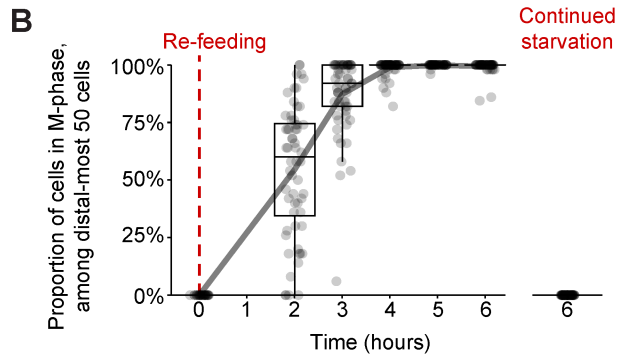 B
Re-feeding
Continued
starvation
Proportion of cells in M-phase,
among distal-most 50 cells
100%
75%
50%
25%
0%
0 1 2 3 4 5 6
6
Time (hours)